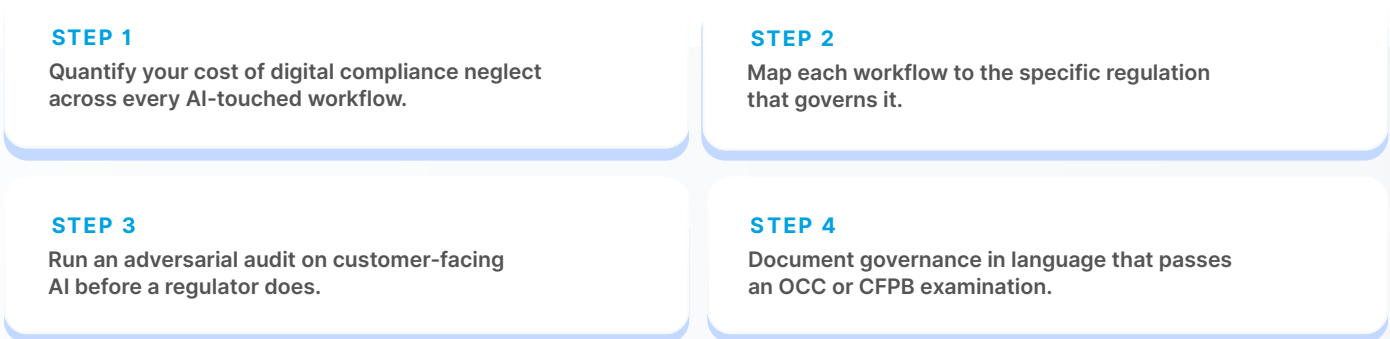 STEP 1
Quantify your cost of digital compliance neglect
across every AI-touched workflow.
STEP 2
Map each workflow to the specific regulation
that governs it.
STEP 3
Run an adversarial audit on customer-facing
AI before a regulator does.
STEP 4
Document governance in language that passes
an OCC or CFPB examination.